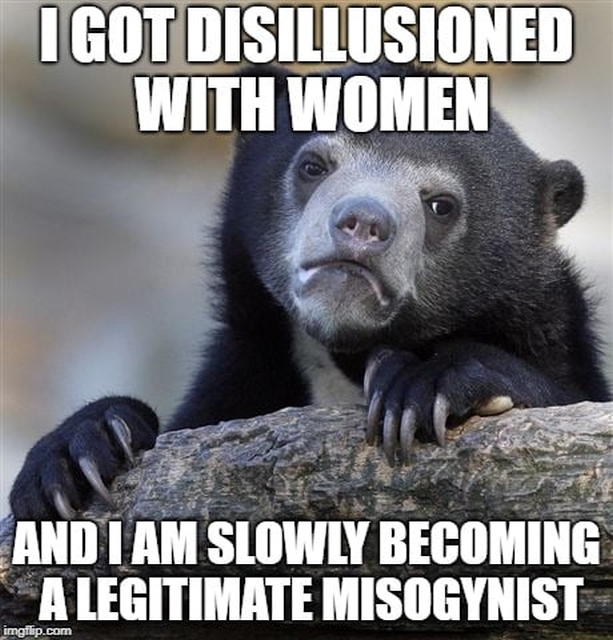 I GOT DISILLUSIONED
WITH WOMEN
AND I AM SLOWLY BECOMING
A LEGITIMATE MISOGYNIST
imgflip.com